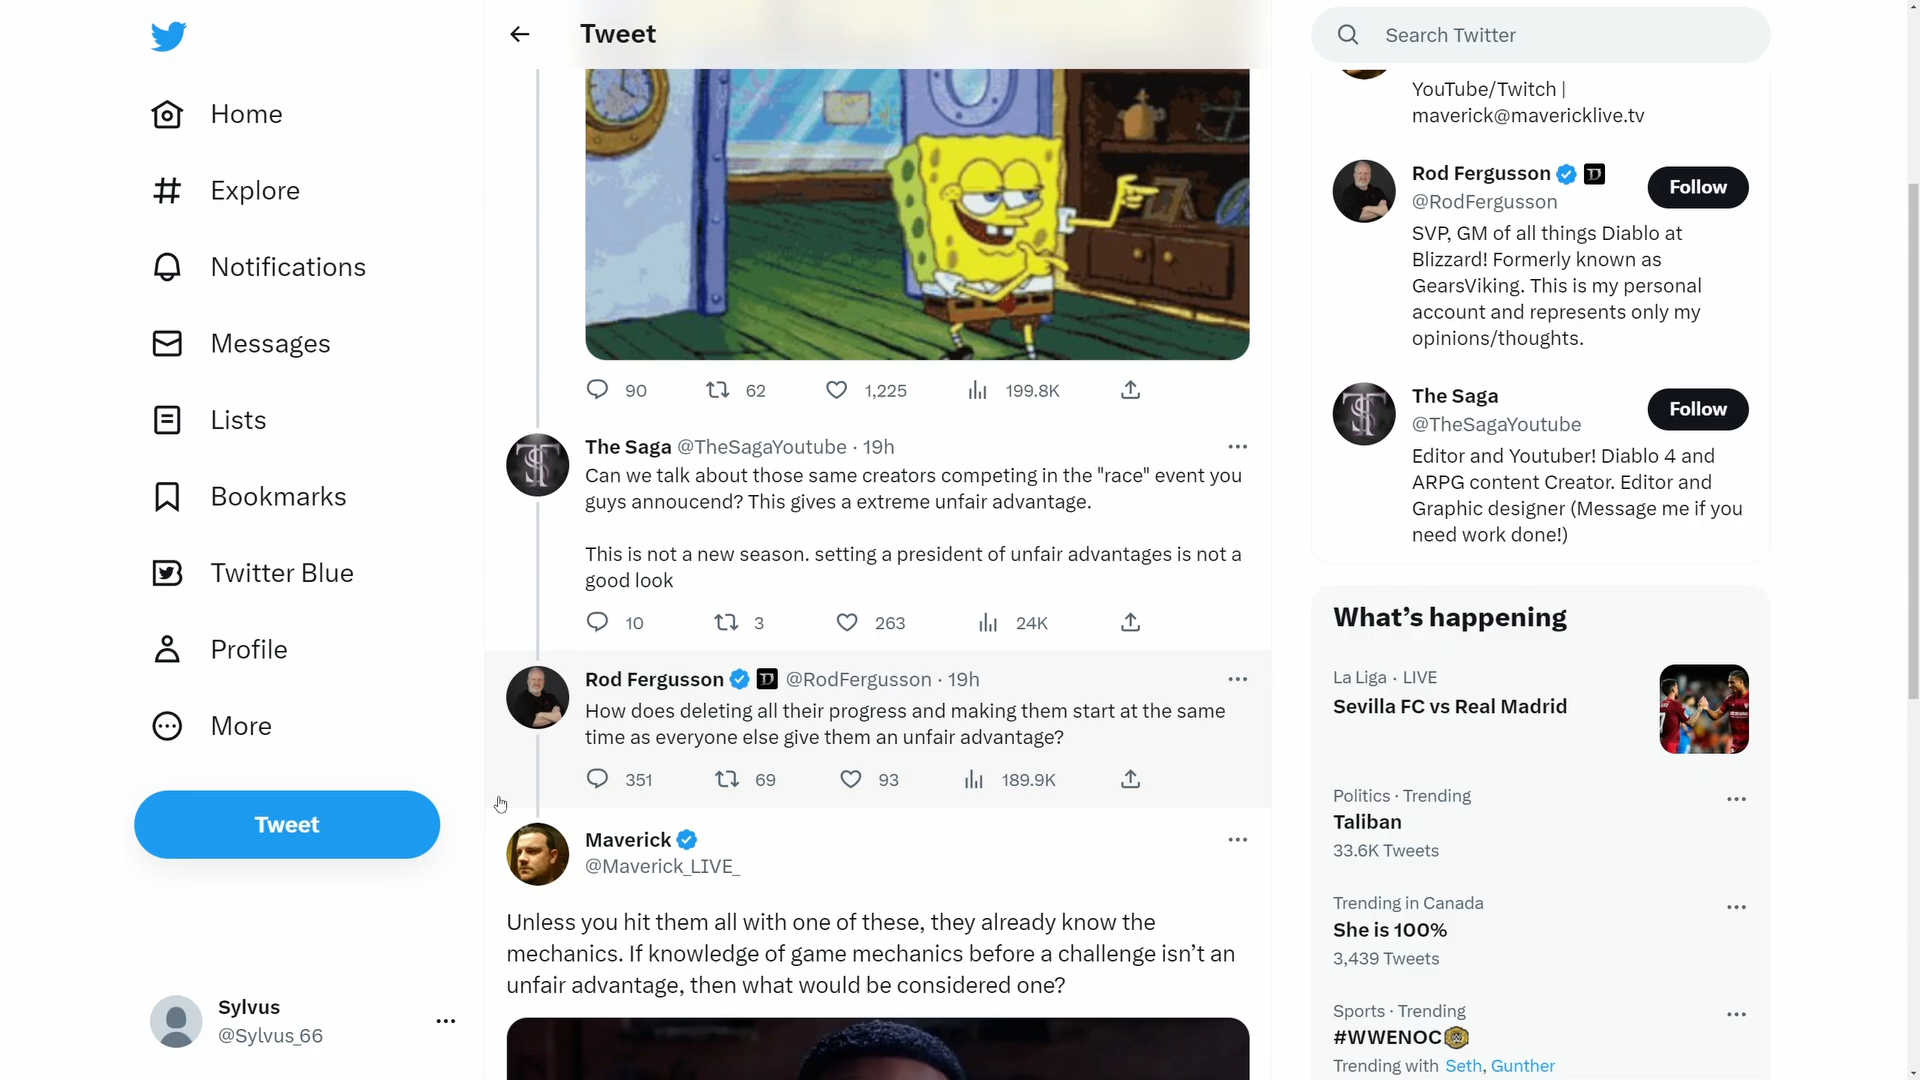 Home
Explore
Notifications
Messages
Lists
Bookmarks
Twitter Blue
Profile
More
Tweet
Sylvus
@Sylvus_66
Tweet
90 62 1,225 199.8K
The Saga @TheSagaYoutube · 19h
Can we talk about those same creators competing in the "race" event you
guys annoucend? This gives a extreme unfair advantage.
This is not a new season. setting a president of unfair advantages is not a
good look
10 3 263 24K
Rod Fergusson @RodFergusson · 19h
How does deleting all their progress and making them start at the same
time as everyone else give them an unfair advantage?
351 69 93 189.9K
Maverick
@Maverick_LIVE_
Unless you hit them all with one of these, they already know the
mechanics. If knowledge of game mechanics before a challenge isn’t an
unfair advantage, then what would be considered one?
Search Twitter
YouTube/Twitch |
maverick@mavericklive.tv
Rod Fergusson
@RodFergusson
Follow
SVP, GM of all things Diablo at
Blizzard! Formerly known as
GearsViking. This is my personal
account and represents only my
opinions/thoughts.
The Saga
@TheSagaYoutube
Follow
Editor and Youtuber! Diablo 4 and
ARPG content Creator. Editor and
Graphic designer (Message me if you
need work done!)
What’s happening
La Liga · LIVE
Sevilla FC vs Real Madrid
Politics · Trending
Taliban
33.6K Tweets
Trending in Canada
She is 100%
3,439 Tweets
Sports · Trending
#WWENOC
Trending with Seth, Gunther